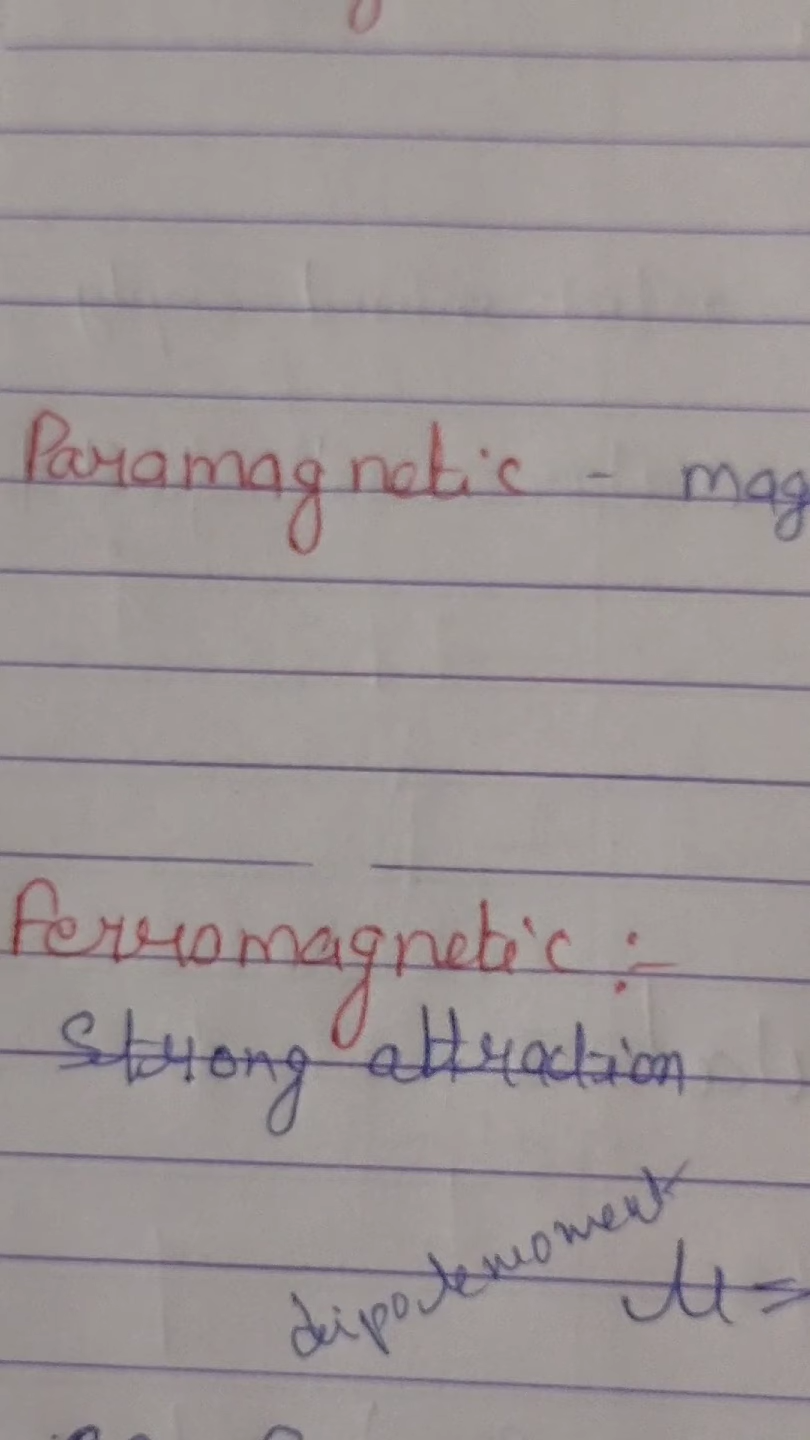 Paramagnetic - mag
Ferromagnetic :-
Strong attraction
dipolemoment
μ =